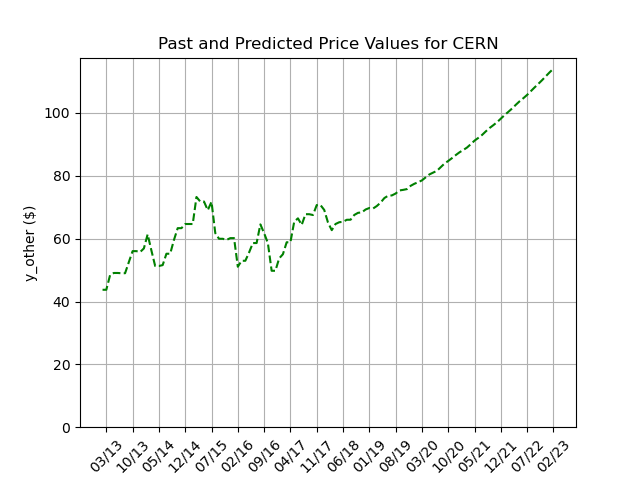 Past and Predicted Price Values for CERN
y_other ($)
100
80
60
40
20
0
03/13 10/13 05/14 12/14 07/15 02/16 09/16 04/17 11/17 06/18 01/19 08/19 03/20 10/20 05/21 12/21 07/22 02/23